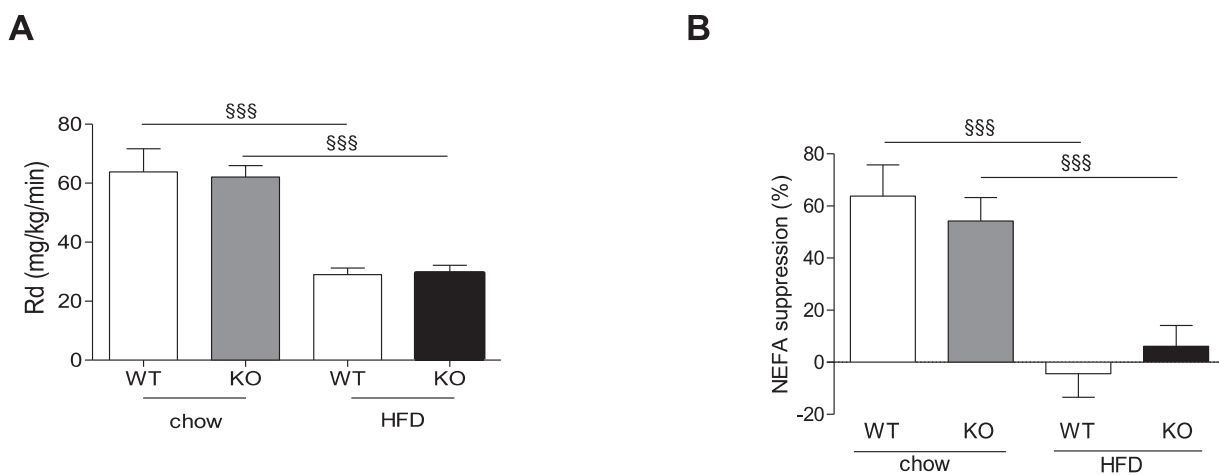 A
B
§§§
§§§
80
60
40
20
0
Rd (mg/kg/min)
WT KO WT KO
chow HFD
§§§
§§§
80
60
40
20
0
-20
NEFA suppression (%)
WT KO WT KO
chow HFD